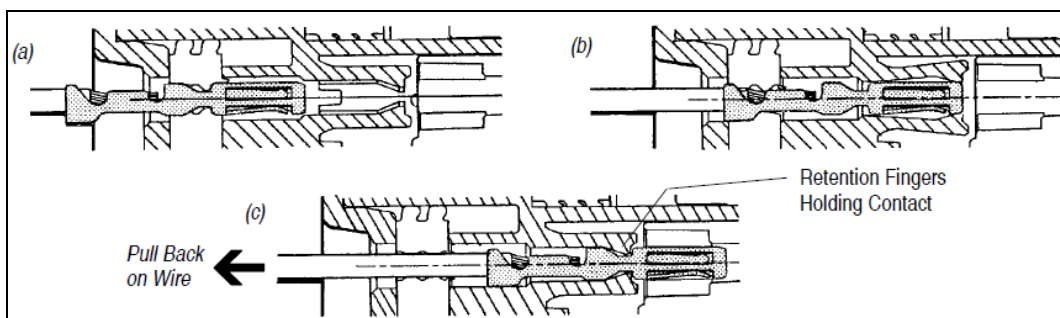 (a)
(b)
Retention Fingers
Holding Contact
(c)
Pull Back
on Wire